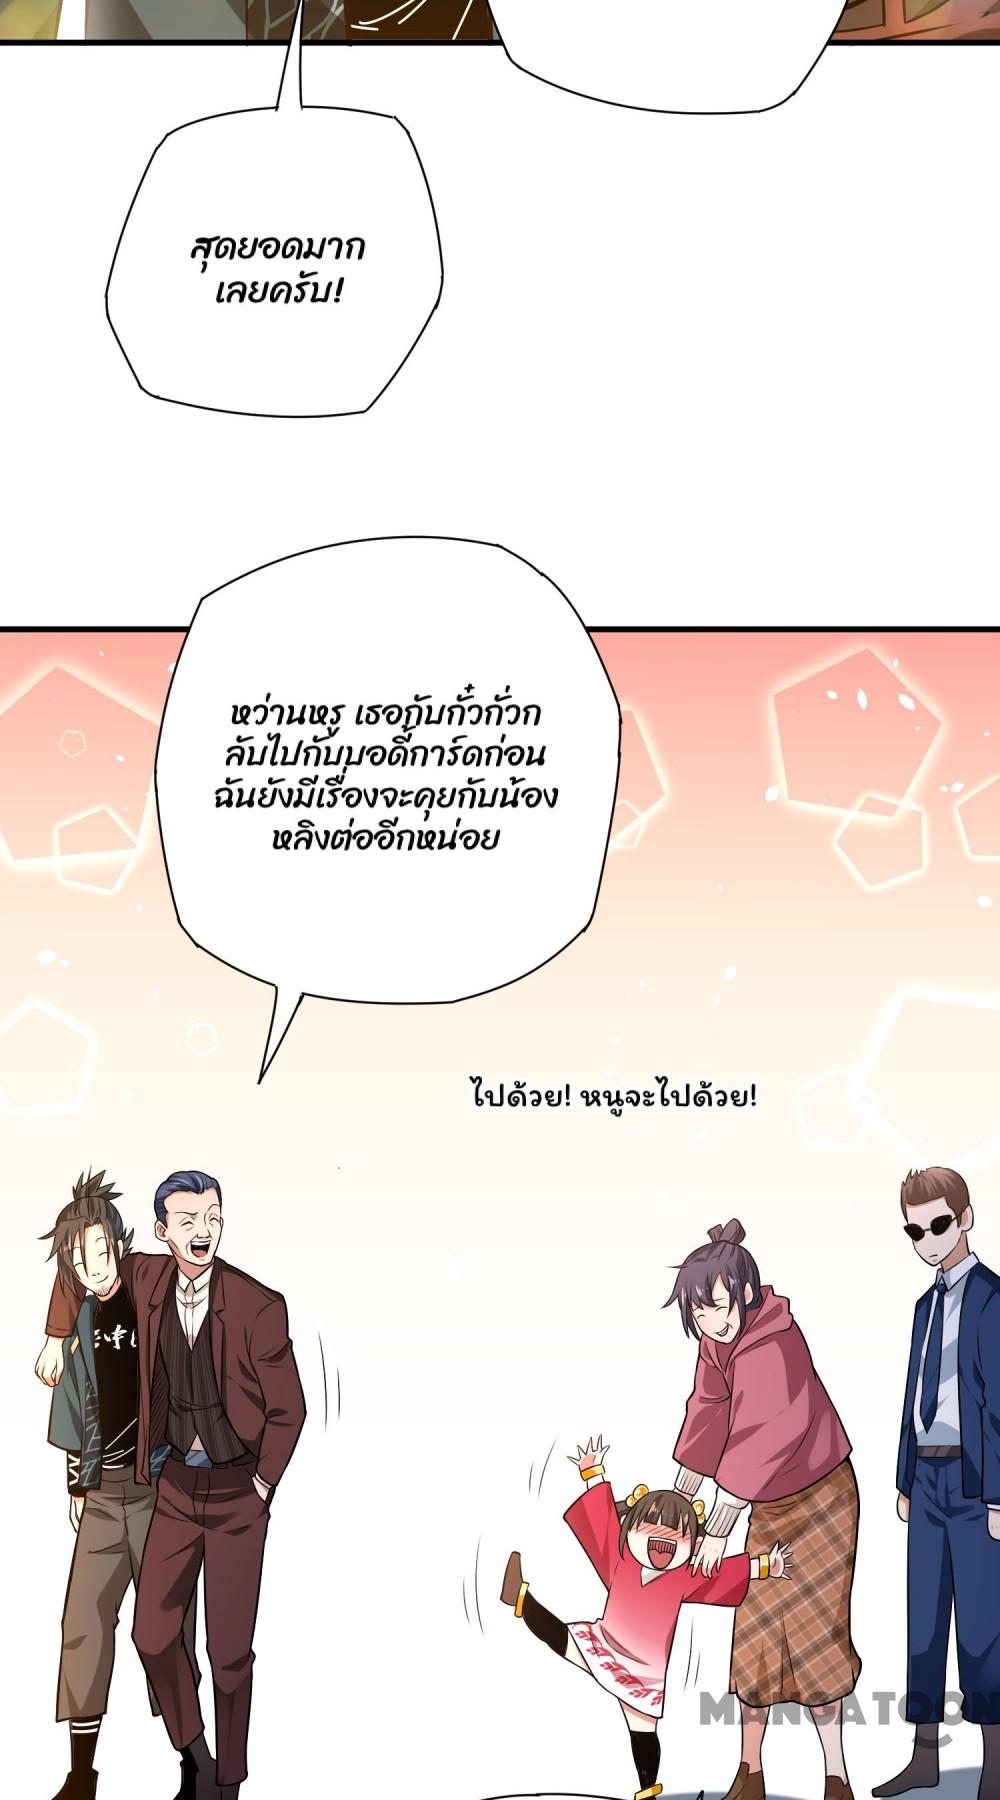 สุดยอดมาก
เลยครับ!
หว่านหรู เธอกับกั๋วกั่วก
ลับไปกับบอดี้การ์ดก่อน
ฉันยังมีเรื่องจะคุยกับน้อง
หลิงต่ออีกหน่อย
ไปด้วย! หนูจะไปด้วย!
MANGATOON